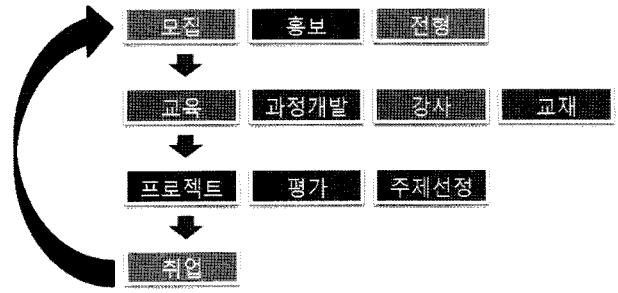 모집 홍보 전형
교육 과정개발 강사 교재
프로젝트 평가 주제선정
취업